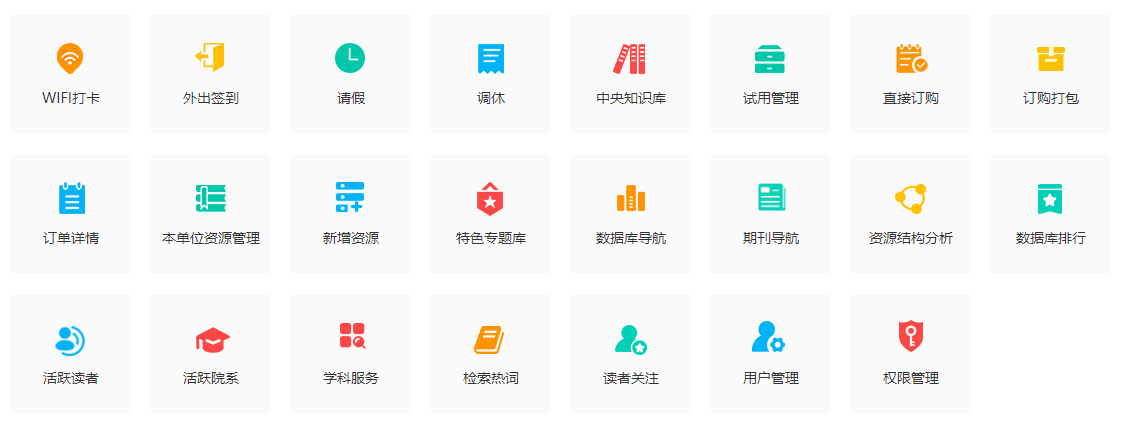 WIFI打卡
外出签到
请假
调休
中央知识库
试用管理
直接订购
订购打包
订单详情
本单位资源管理
新增资源
特色专题库
数据库导航
期刊导航
资源结构分析
数据库排行
活跃读者
活跃院系
学科服务
检索热词
读者关注
用户管理
权限管理